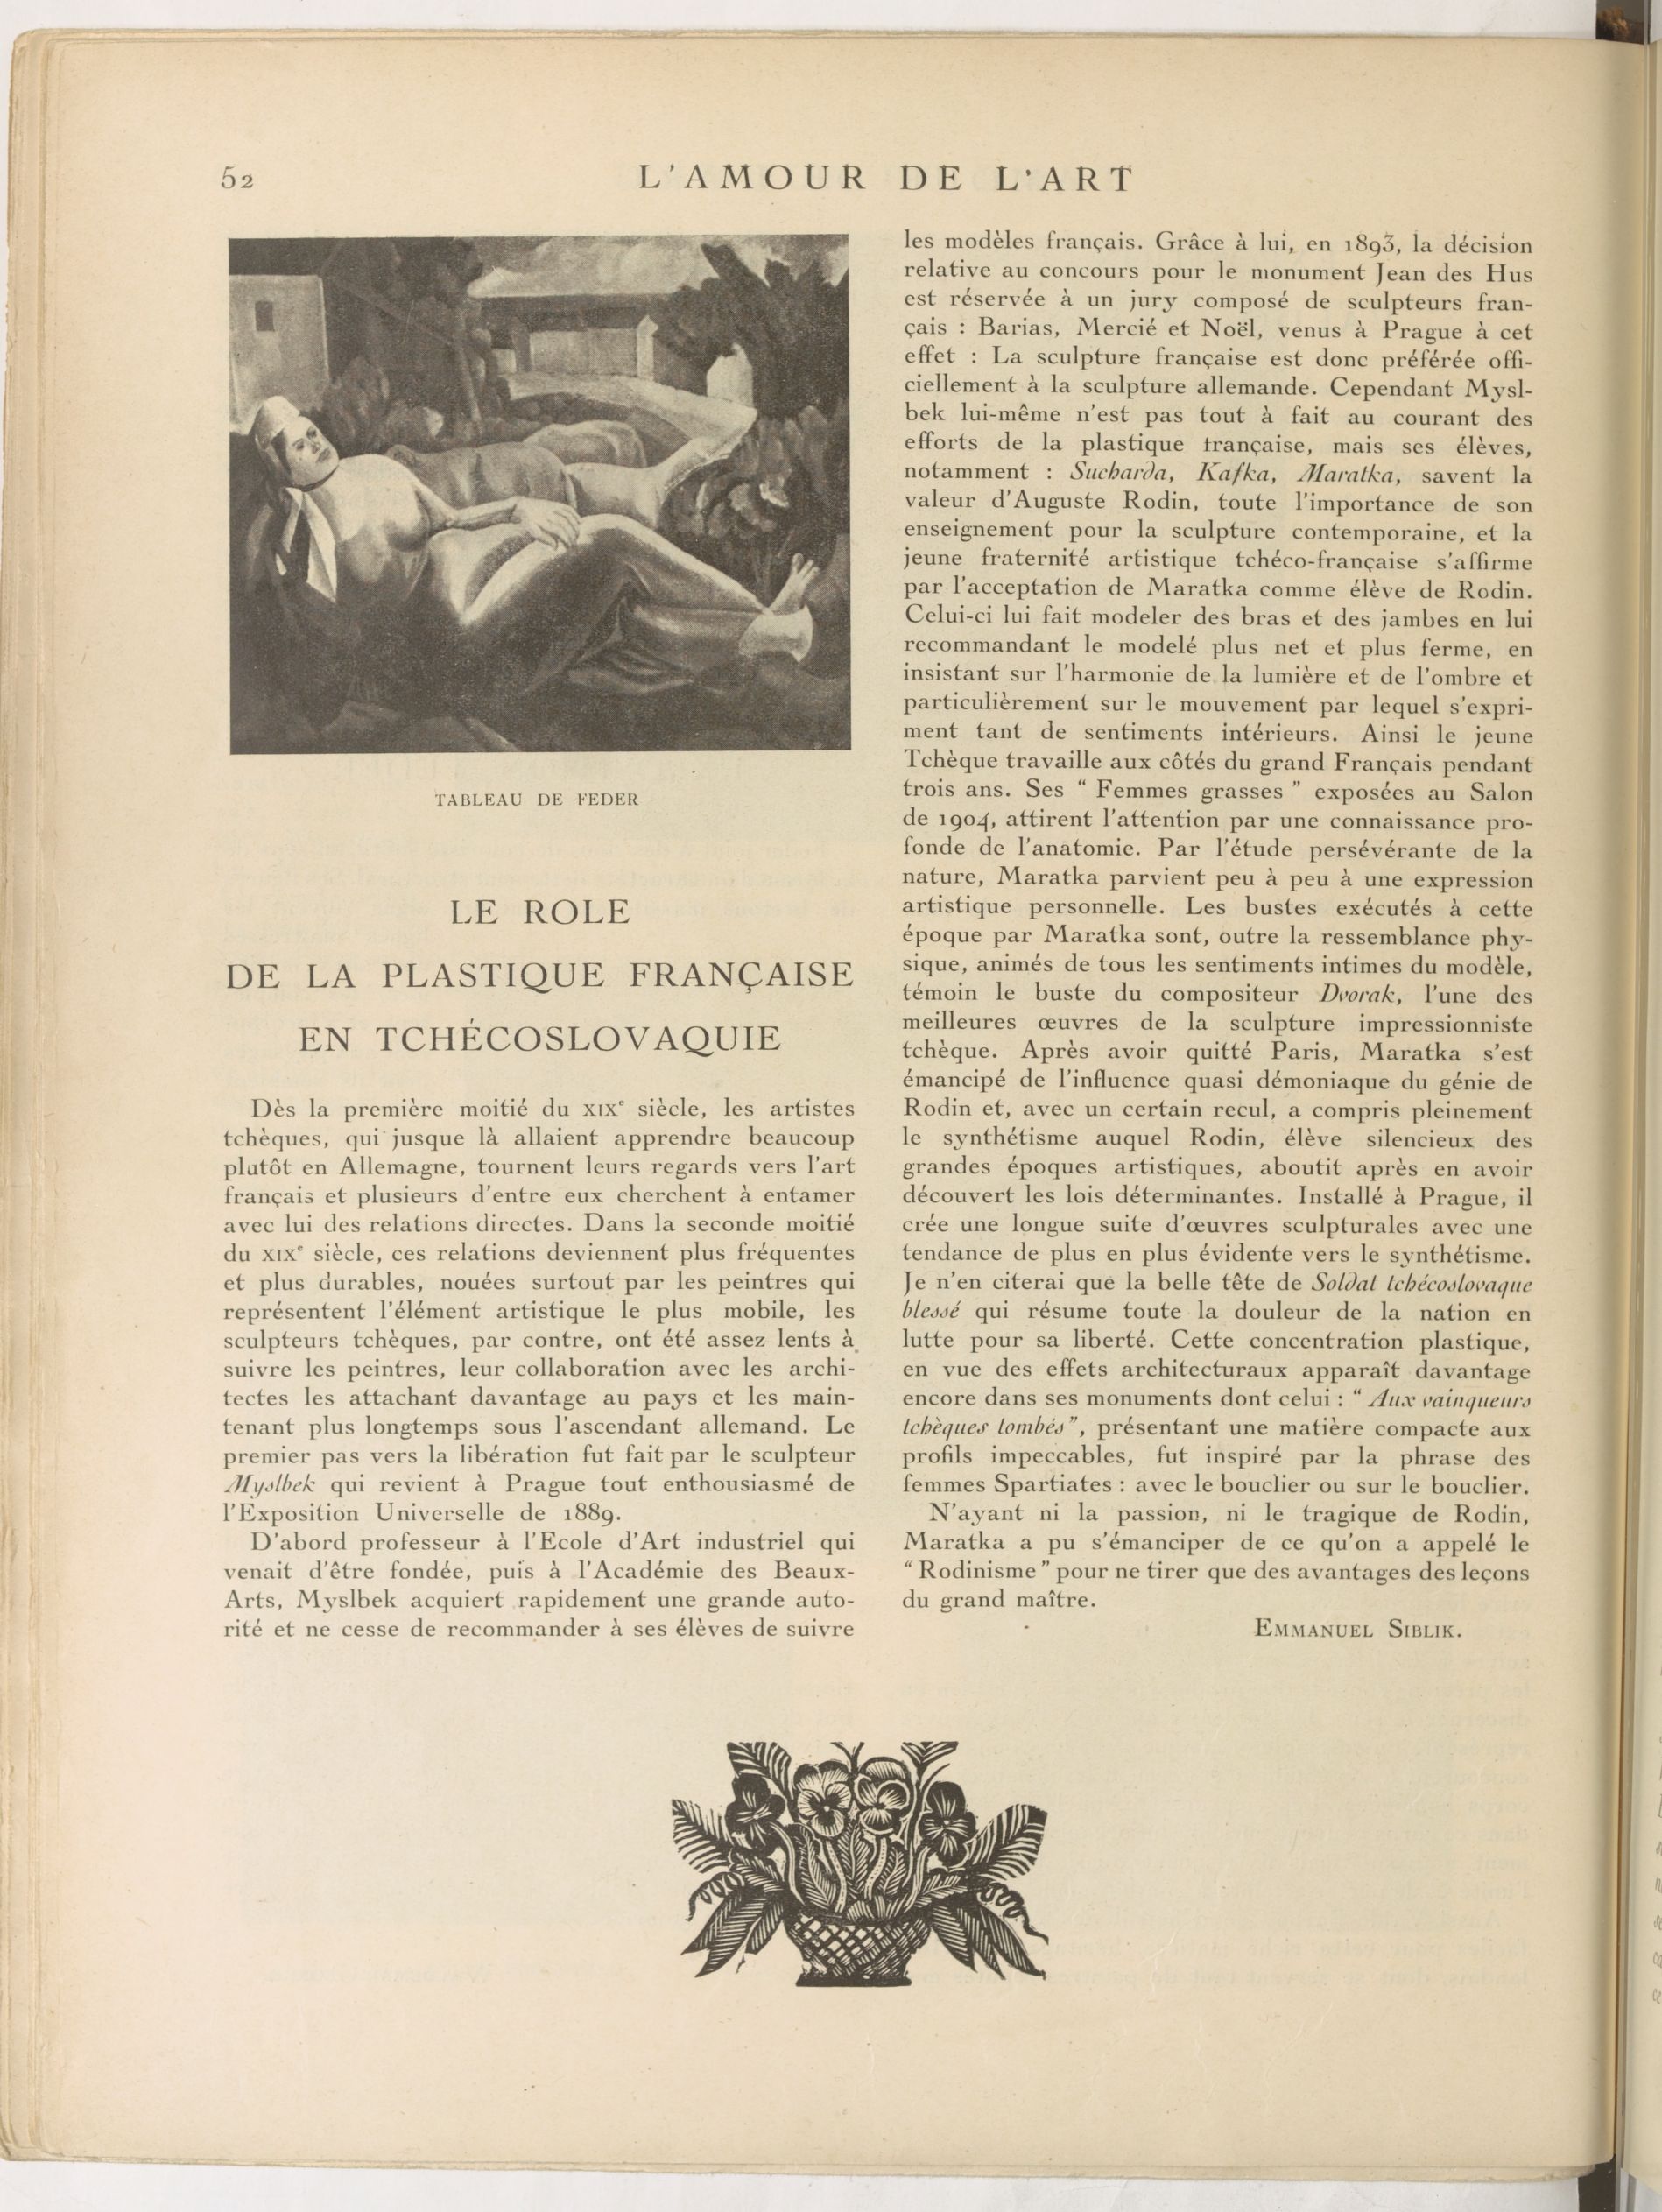 52
L'AMOUR DE L'ART
TABLEAU DE FEDER
LE ROLE
DE LA PLASTIQUE FRANÇAISE
EN TCHÉCOSLOVAQUIE
Dès la première moitié du XIXe siècle, les artistes
tchèques, qui jusque là allaient apprendre beaucoup
plutôt en Allemagne, tournent leurs regards vers l'art
français et plusieurs d'entre eux cherchent à entamer
avec lui des relations directes. Dans la seconde moitié
du XIXe siècle, ces relations deviennent plus fréquentes
et plus durables, nouées surtout par les peintres qui
représentent l'élément artistique le plus mobile, les
sculpteurs tchèques, par contre, ont été assez lents à
suivre les peintres, leur collaboration avec les archi-
tectes les attachant davantage au pays et les main-
tenant plus longtemps sous l'ascendant allemand. Le
premier pas vers la libération fut fait par le sculpteur
Myslbek qui revient à Prague tout enthousiasmé de
l'Exposition Universelle de 1889.
D'abord professeur à l'Ecole d'Art industriel qui
venait d'être fondée, puis à l'Académie des Beaux-
Arts, Myslbek acquiert rapidement une grande auto-
rité et ne cesse de recommander à ses élèves de suivre
les modèles français. Grâce à lui, en 1893, la décision
relative au concours pour le monument Jean des Hus
est réservée à un jury composé de sculpteurs fran-
çais : Barias, Mercié et Noël, venus à Prague à cet
effet : La sculpture française est donc préférée offi-
ciellement à la sculpture allemande. Cependant Mysl-
bek lui-même n'est pas tout à fait au courant des
efforts de la plastique française, mais ses élèves,
notamment : Sucharda, Kafka, Maratka, savent la
valeur d'Auguste Rodin, toute l'importance de son
enseignement pour la sculpture contemporaine, et la
jeune fraternité artistique tchéco-française s'affirme
par l'acceptation de Maratka comme élève de Rodin.
Celui-ci lui fait modeler des bras et des jambes en lui
recommandant le modelé plus net et plus ferme, en
insistant sur l'harmonie de la lumière et de l'ombre et
particulièrement sur le mouvement par lequel s'expri-
ment tant de sentiments intérieurs. Ainsi le jeune
Tchèque travaille aux côtés du grand Français pendant
trois ans. Ses " Femmes grasses " exposées au Salon
de 1904, attirent l'attention par une connaissance pro-
fonde de l'anatomie. Par l'étude persévérante de la
nature, Maratka parvient peu à peu à une expression
artistique personnelle. Les bustes exécutés à cette
époque par Maratka sont, outre la ressemblance phy-
sique, animés de tous les sentiments intimes du modèle,
témoin le buste du compositeur Dvorak, l'une des
meilleures œuvres de la sculpture impressionniste
tchèque. Après avoir quitté Paris, Maratka s'est
émancipé de l'influence quasi démoniaque du génie de
Rodin et, avec un certain recul, a compris pleinement
le synthétisme auquel Rodin, élève silencieux des
grandes époques artistiques, aboutit après en avoir
découvert les lois déterminantes. Installé à Prague, il
crée une longue suite d'œuvres sculpturales avec une
tendance de plus en plus évidente vers le synthétisme.
Je n'en citerai que la belle tête de Soldat tchécoslovaque
blessé qui résume toute la douleur de la nation en
lutte pour sa liberté. Cette concentration plastique,
en vue des effets architecturaux apparaît davantage
encore dans ses monuments dont celui : " Aux vainqueurs
tchèques tombés", présentant une matière compacte aux
profils impeccables, fut inspiré par la phrase des
femmes Spartiates : avec le bouclier ou sur le bouclier.
N'ayant ni la passion, ni le tragique de Rodin,
Maratka a pu s'émanciper de ce qu'on a appelé le
" Rodinisme " pour ne tirer que des avantages des leçons
du grand maître.
EMMANUEL SIBLIK.